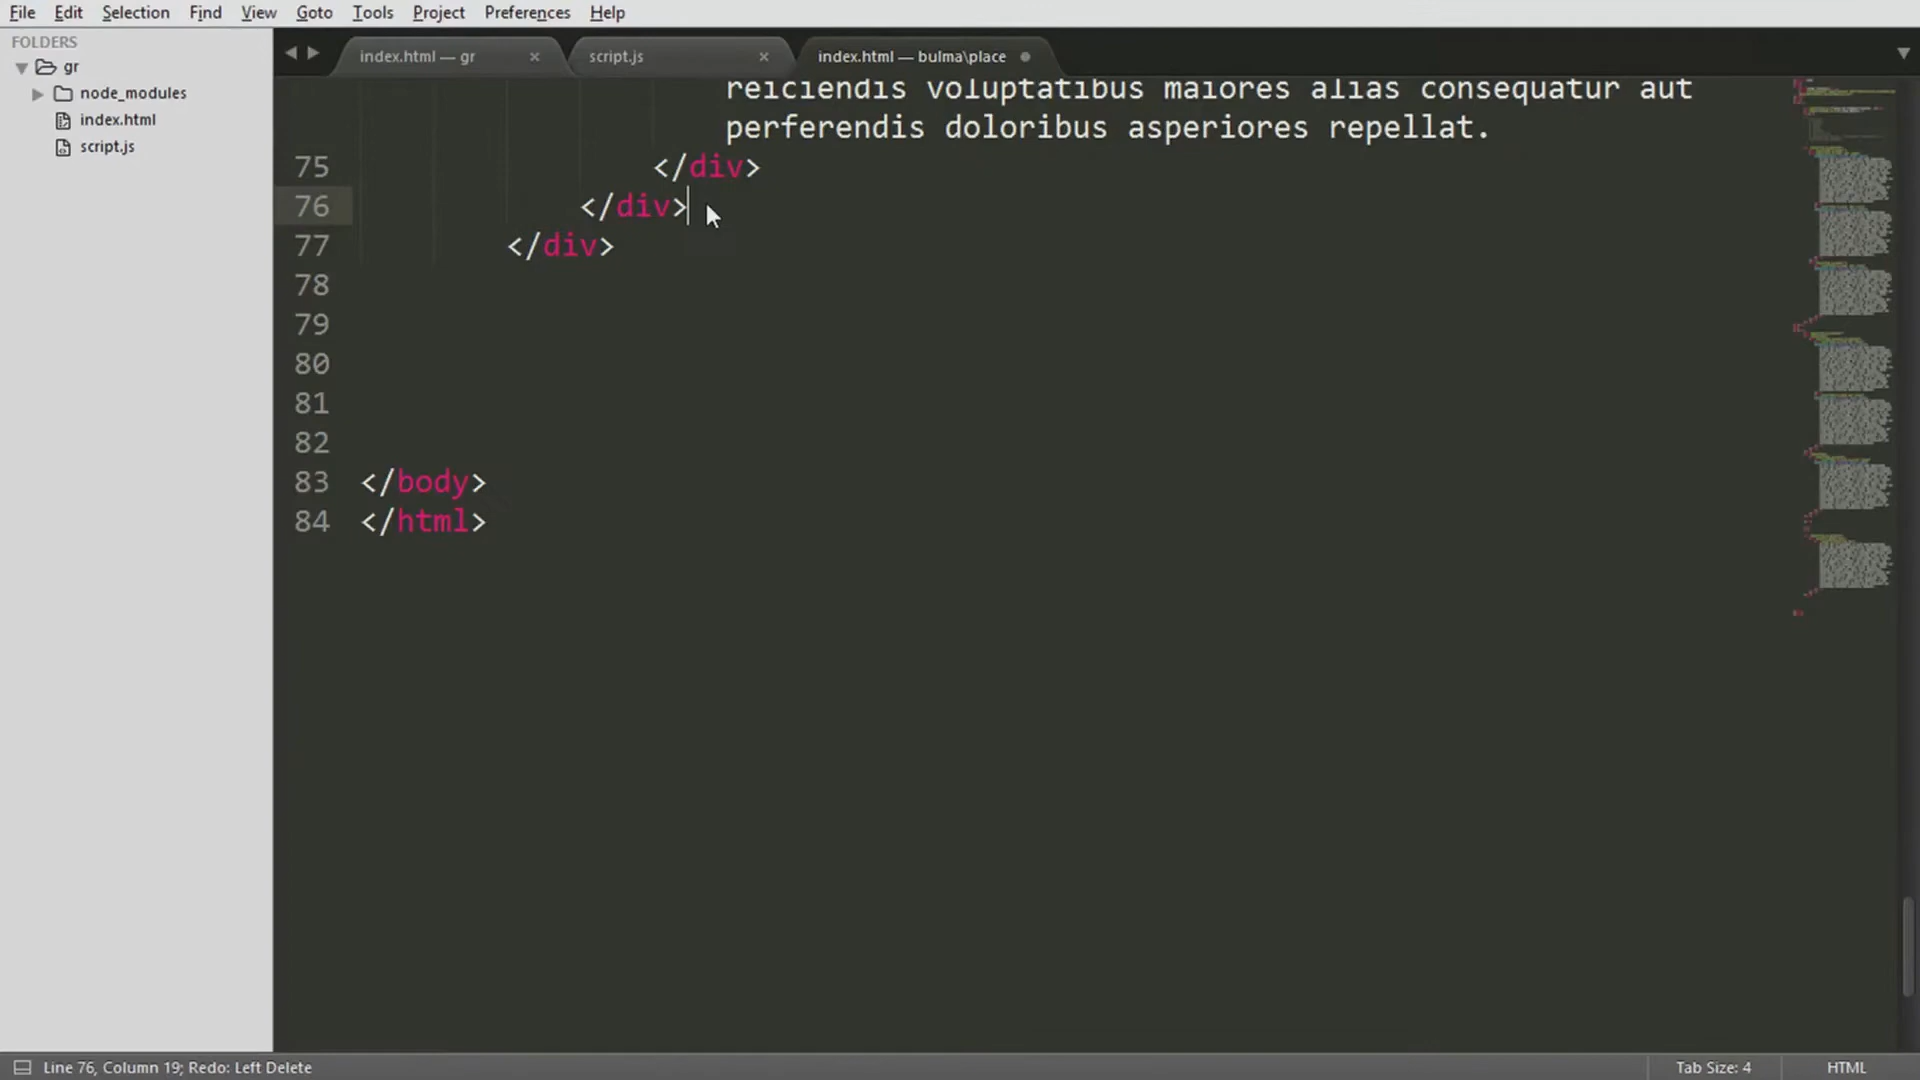 File Edit Selection Find View Goto Tools Project Preferences Help
FOLDERS
gr
node_modules
index.html
script.js
index.html — gr ×
script.js ×
index.html — bulma\place
reiciendis voluptatibus maiores alias consequatur aut
perferendis doloribus asperiores repellat.
75 </div>
76 </div>
77 </div>
78
79
80
81
82
83 </body>
84 </html>
Line 76, Column 19; Redo: Left Delete
Tab Size: 4
HTML